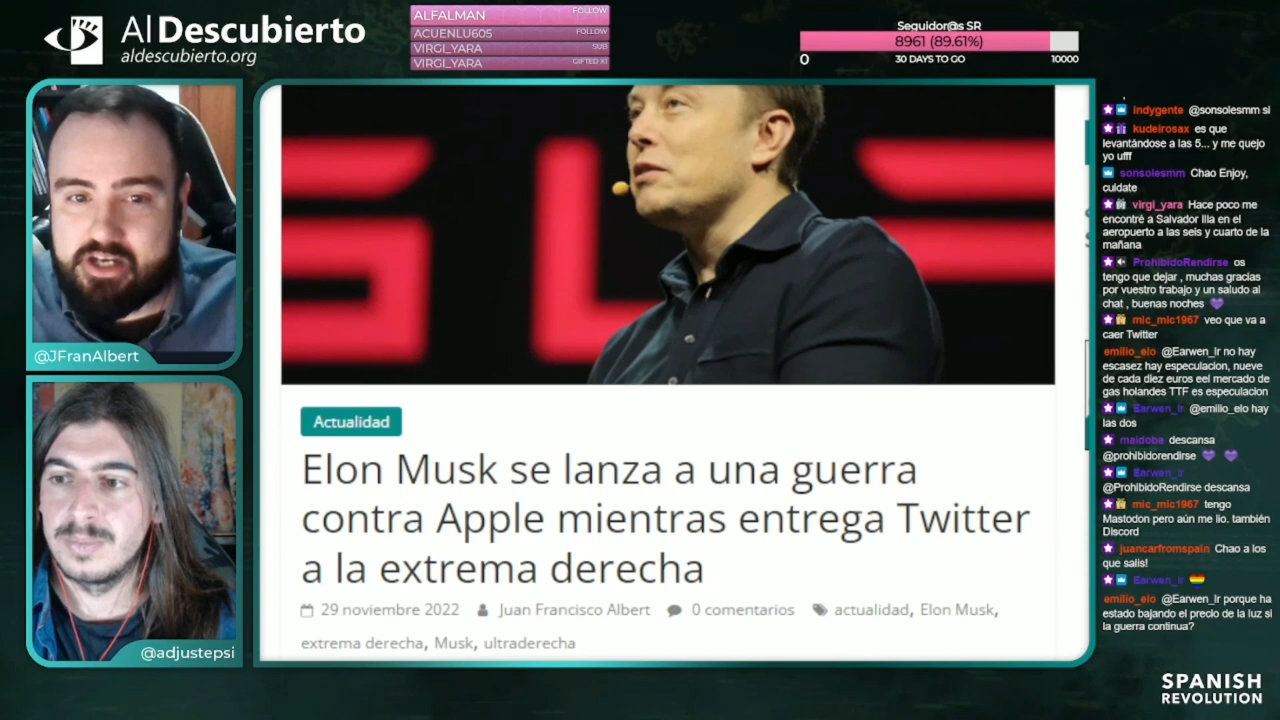 Al Descubierto
aldescubierto.org
ALFALMAN FOLLOW
ACUENLU605 FOLLOW
VIRGI_YARA SUB
VIRGI_YARA GIFTED X1
Seguidor@s SR
8961 (89.61%)
0 30 DAYS TO GO 10000
@JFranAlbert
@adjustepsi
Actualidad
Elon Musk se lanza a una guerra
contra Apple mientras entrega Twitter
a la extrema derecha
29 noviembre 2022 Juan Francisco Albert 0 comentarios actualidad, Elon Musk,
extrema derecha, Musk, ultraderecha
Indygente @sonsolesmm si
kudeirosax es que
levantándose a las 5... y me quejo
yo ufff
sonsolesmm Chao Enjoy,
cuidate
virgi_yara Hace poco me
encontré a Salvador Illa en el
aeropuerto a las seis y cuarto de la
mañana
ProhibidoRendirse os
tengo que dejar , muchas gracias
por vuestro trabajo y un saludo al
chat , buenas noches 💜
mic_mic1967 veo que va a
caer Twitter
emilio_elo @Earwen_Ir no hay
escasez hay especulacion, nueve
de cada diez euros eel mercado de
gas holandes TTF es especulacion
Earwen_Ir @emilio_elo hay
las dos
maidoba descansa
@prohibidorendirse 💜 💜
Earwen_Ir
@ProhibidoRendirse descansa
mic_mic1967 tengo
Mastodon pero aún me lio. también
Discord
juancarfromspain Chao a los
que salis!
Earwen_Ir 🏳️‍🌈
emilio_elo @Earwen_Ir porque ha
estado bajando el precio de la luz si
la guerra continua?
SPANISH
REVOLUTION